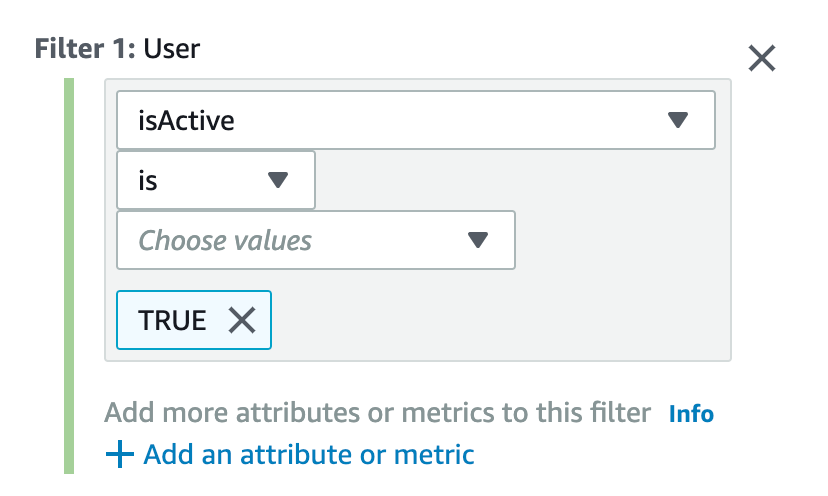 Filter 1: User
isActive
is
Choose values
TRUE
Add more attributes or metrics to this filter Info
Add an attribute or metric